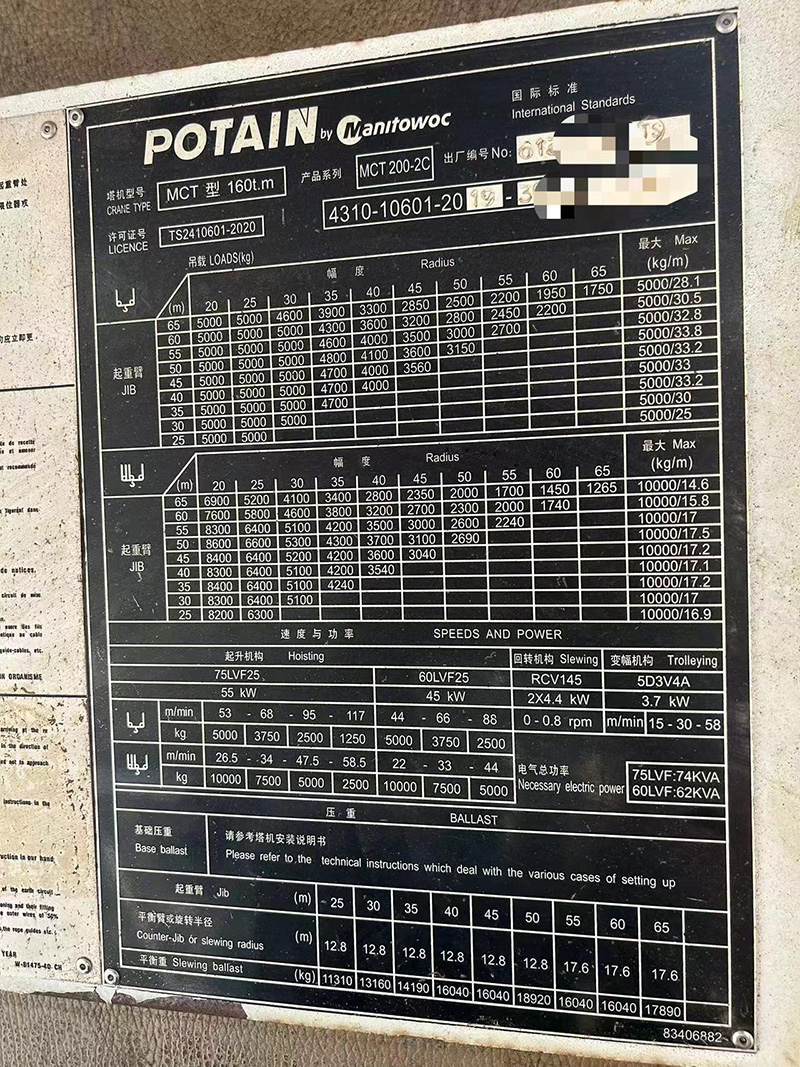 POTAIN by Manitowoc
国际标准
International Standards
塔机型号
CRANE TYPE
MCT 型 160t.m
产品系列
MCT 200-2C
出厂编号 No:
许可证号
LICENCE
TS2410601-2020
4310-10601-20 19 - 3
吊载 LOADS(kg)
幅 度 Radius 最大 Max (kg/m)
(m) 20 25 30 35 40 45 50 55 60 65
起重臂
JIB
65 5000 5000 4600 3900 3300 2850 2500 2200 1950 1750 5000/28.1
60 5000 5000 5000 4300 3600 3200 2800 2450 2200 5000/30.5
55 5000 5000 5000 4600 4000 3500 3000 2700 5000/32.8
50 5000 5000 5000 4800 4100 3600 3150 5000/33.8
45 5000 5000 5000 4700 4000 3560 5000/33.2
40 5000 5000 5000 4700 4000 5000/33
35 5000 5000 5000 4700 5000/33.2
30 5000 5000 5000 5000/30
25 5000 5000 5000/25
幅 度 Radius 最大 Max (kg/m)
(m) 20 25 30 35 40 45 50 55 60 65
起重臂
JIB
65 6900 5200 4100 3400 2800 2350 2000 1700 1450 1265 10000/14.6
60 7600 5800 4600 3800 3200 2700 2300 2000 1740 10000/15.8
55 8300 6400 5100 4200 3500 3000 2600 2240 10000/17
50 8600 6600 5300 4300 3700 3100 2690 10000/17.5
45 8400 6400 5200 4200 3600 3040 10000/17.2
40 8300 6400 5100 4200 3540 10000/17.1
35 8400 6400 5100 4240 10000/17.2
30 8300 6400 5100 10000/17
25 8200 6300 10000/16.9
速度与功率 SPEEDS AND POWER
起升机构 Hoisting 回转机构 Slewing 变幅机构 Trolleying
75LVF25 60LVF25 RCV145 5D3V4A
55 kW 45 kW 2X4.4 kW 3.7 kW
m/min 53 - 68 - 95 - 117 44 - 66 - 88 0 - 0.8 rpm m/min 15 - 30 - 58
kg 5000 3750 2500 1250 5000 3750 2500
m/min 26.5 - 34 - 47.5 - 58.5 22 - 33 - 44
kg 10000 7500 5000 2500 10000 7500 5000
电气总功率
Necessary electric power
75LVF:74KVA
60LVF:62KVA
压 重 BALLAST
基础压重
Base ballast
请参考塔机安装说明书
Please refer to the technical instructions which deal with the various cases of setting up
起重臂 Jib (m) 25 30 35 40 45 50 55 60 65
平衡臂或旋转半径
Counter-Jib or slewing radius (m) 12.8 12.8 12.8 12.8 12.8 12.8 17.6 17.6 17.6
平衡重 Slewing ballast (kg) 11310 13160 14190 16040 16040 18920 16040 16040 17890
83406882
起重臂处
应立即更
de notices.
ON ORGANISME
instructions in the
YEAR
W-81475-40 CH